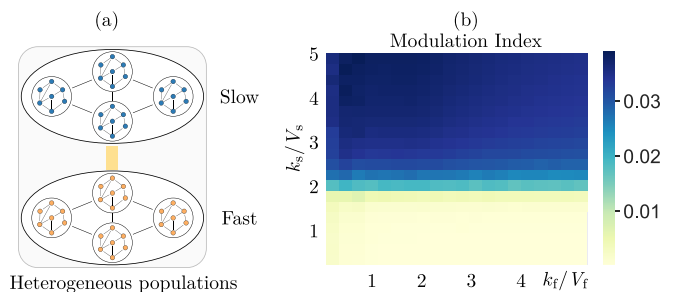 (a)
Slow
Fast
Heterogeneous populations
(b)
Modulation Index
5
4
3
2
1
k_s/V_s
1 2 3 4 k_f/V_f
0.03
0.02
0.01